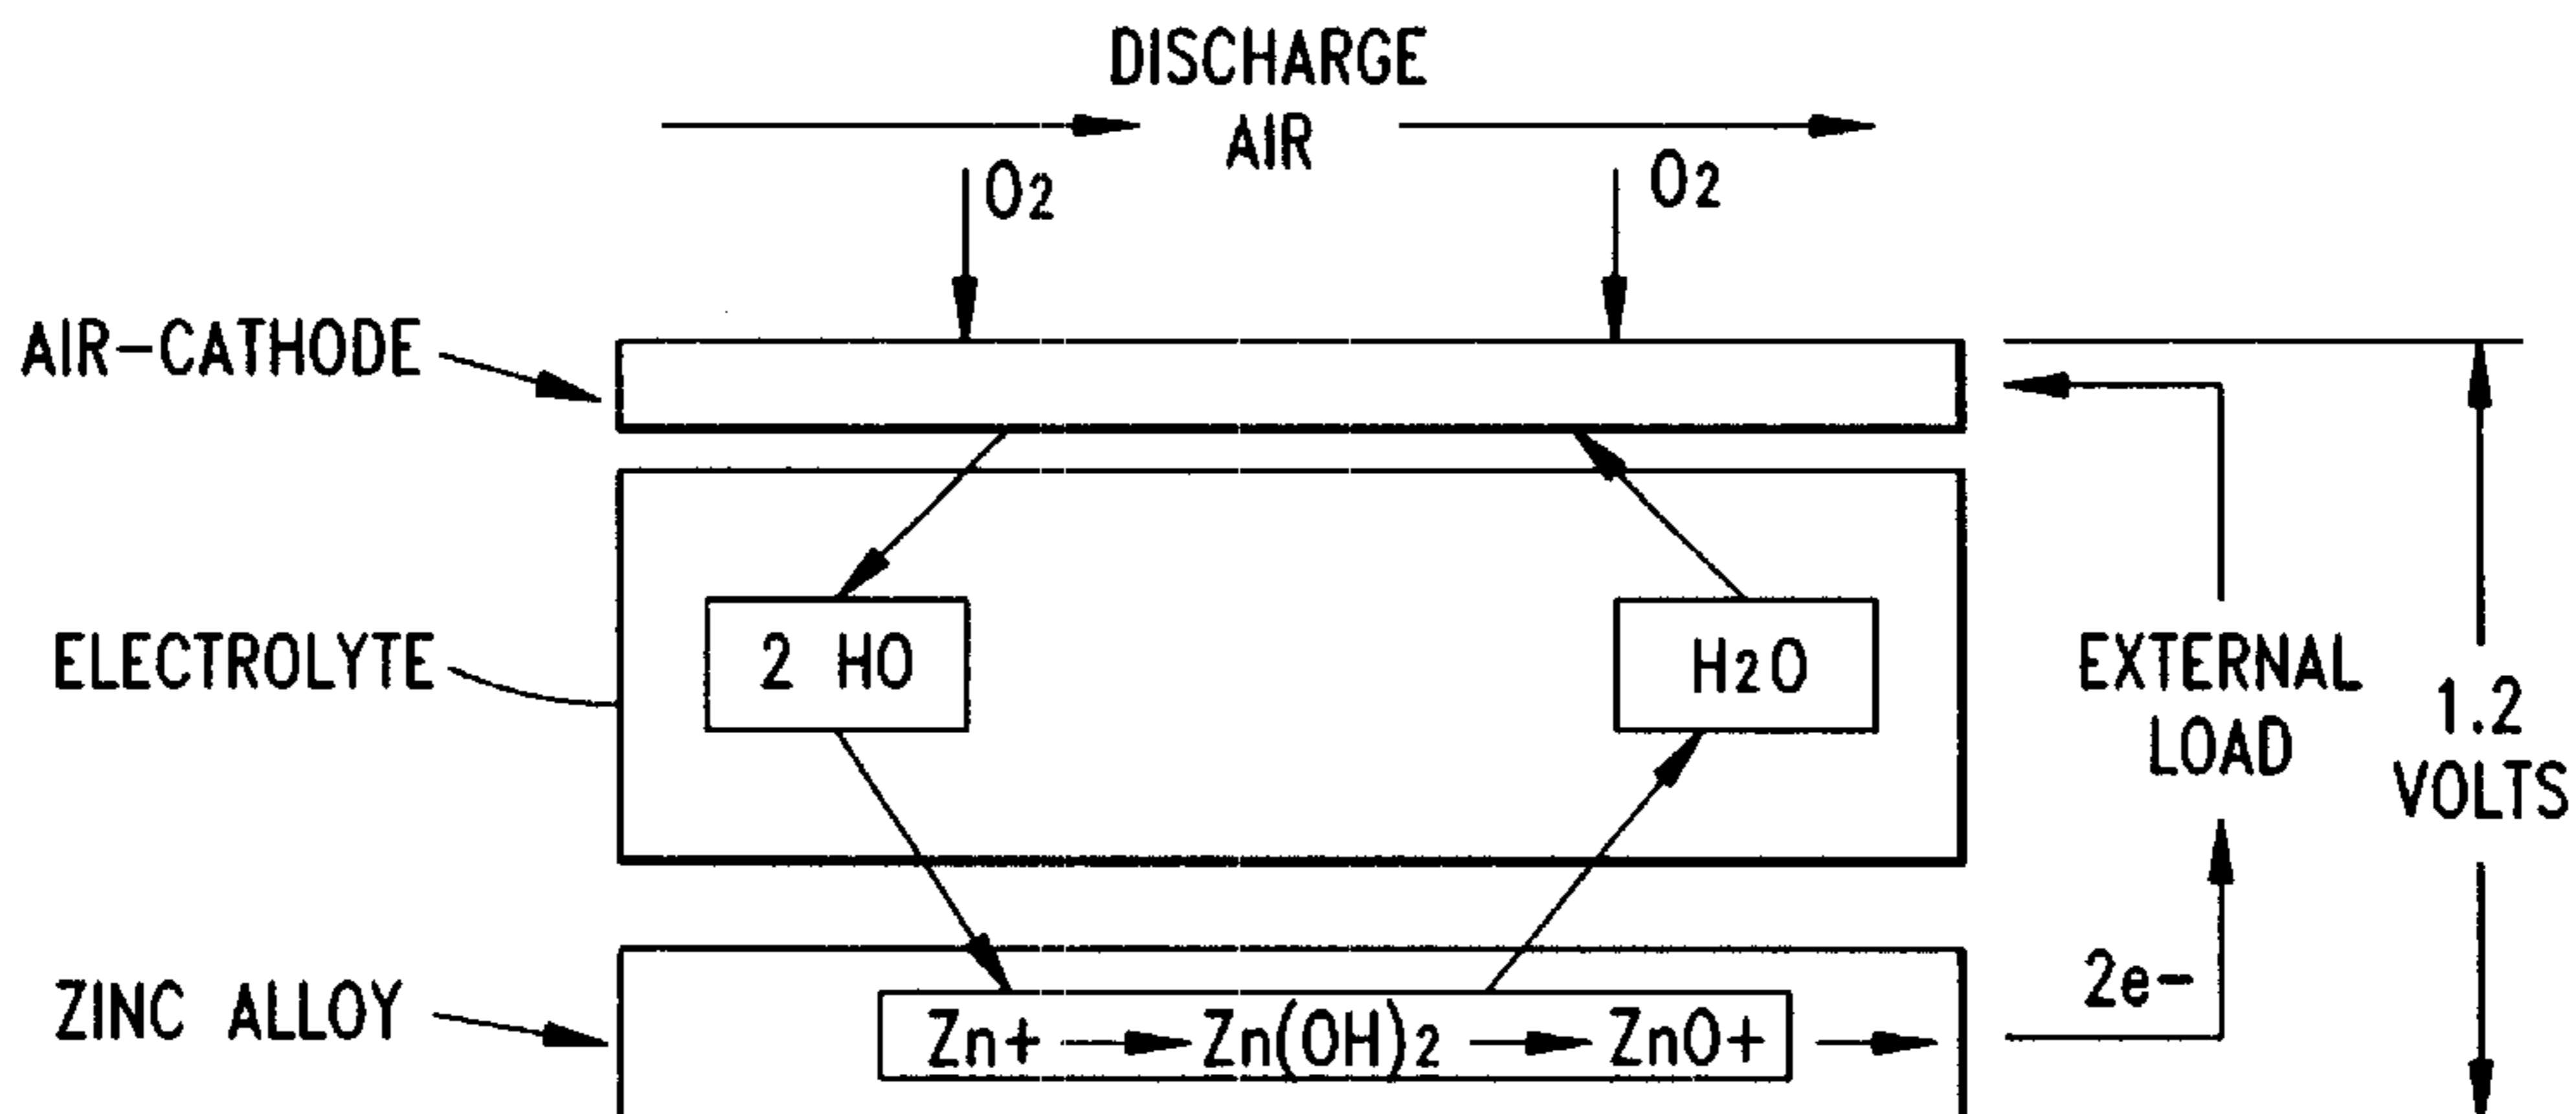 DISCHARGE
AIR
O2
O2
AIR-CATHODE
ELECTROLYTE
2 HO
H2O
EXTERNAL
LOAD
1.2
VOLTS
ZINC ALLOY
Zn+ → Zn(OH)2 → ZnO+ →
2e-